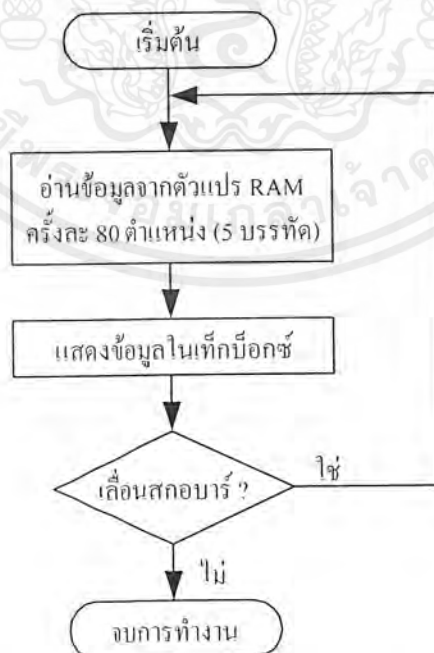 เริ่มต้น
อ่านข้อมูลจากตัวแปร RAM
ครั้งละ 80 ตำแหน่ง (5 บรรทัด)
แสดงข้อมูลในเท็กบ็อกซ์
เลื่อนสกอบาร์ ?
ใช่
ไม่
จบการทำงาน